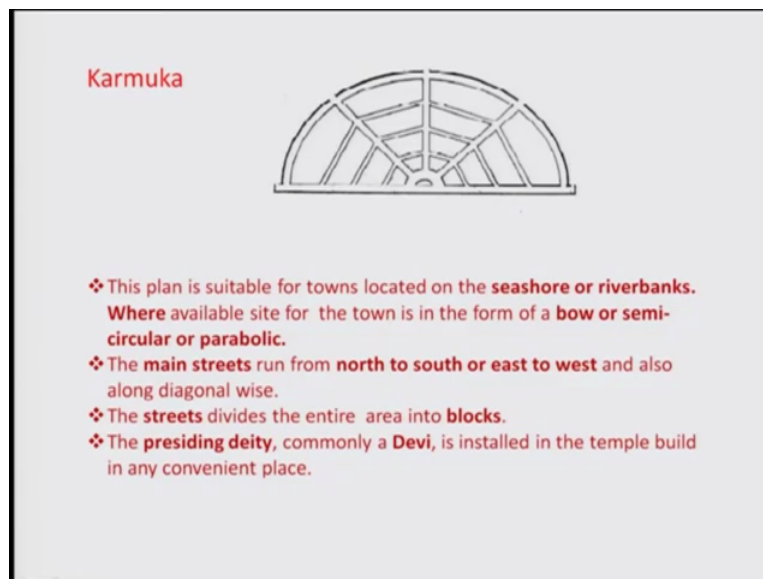 Karmuka
❖This plan is suitable for towns located on the seashore or riverbanks.
Where available site for the town is in the form of a bow or semi-
circular or parabolic.
❖The main streets run from north to south or east to west and also
along diagonal wise.
❖The streets divides the entire area into blocks.
❖The presiding deity, commonly a Devi, is installed in the temple build
in any convenient place.